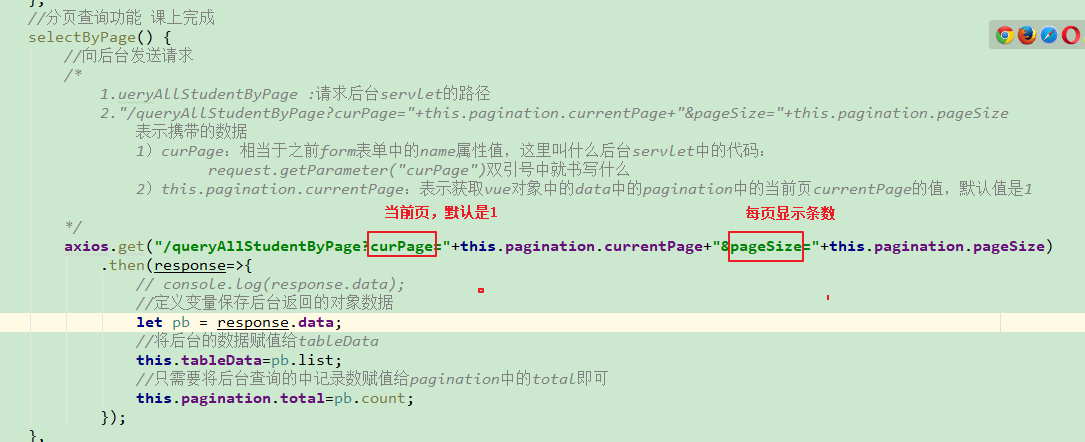 },
//分页查询功能 课上完成
selectByPage() {
//向后台发送请求
/*
1.ueryAllStudentByPage :请求后台servlet的路径
2."/queryAllStudentByPage?curPage="+this.pagination.currentPage+"&pageSize="+this.pagination.pageSize
表示携带的数据
1）curPage：相当于之前form表单中的name属性值，这里叫什么后台servlet中的代码：
request.getParameter("curPage")双引号中就书写什么
2）this.pagination.currentPage：表示获取vue对象中的data中的pagination中的当前页currentPage的值，默认值是1
当前页，默认是1 每页显示条数
*/
axios.get("/queryAllStudentByPage?curPage="+this.pagination.currentPage+"&pageSize="+this.pagination.pageSize)
.then(response=>{
// console.log(response.data);
//定义变量保存后台返回的对象数据
let pb = response.data;
//将后台的数据赋值给tableData
this.tableData=pb.list;
//只需要将后台查询的中记录数赋值给pagination中的total即可
this.pagination.total=pb.count;
});
},